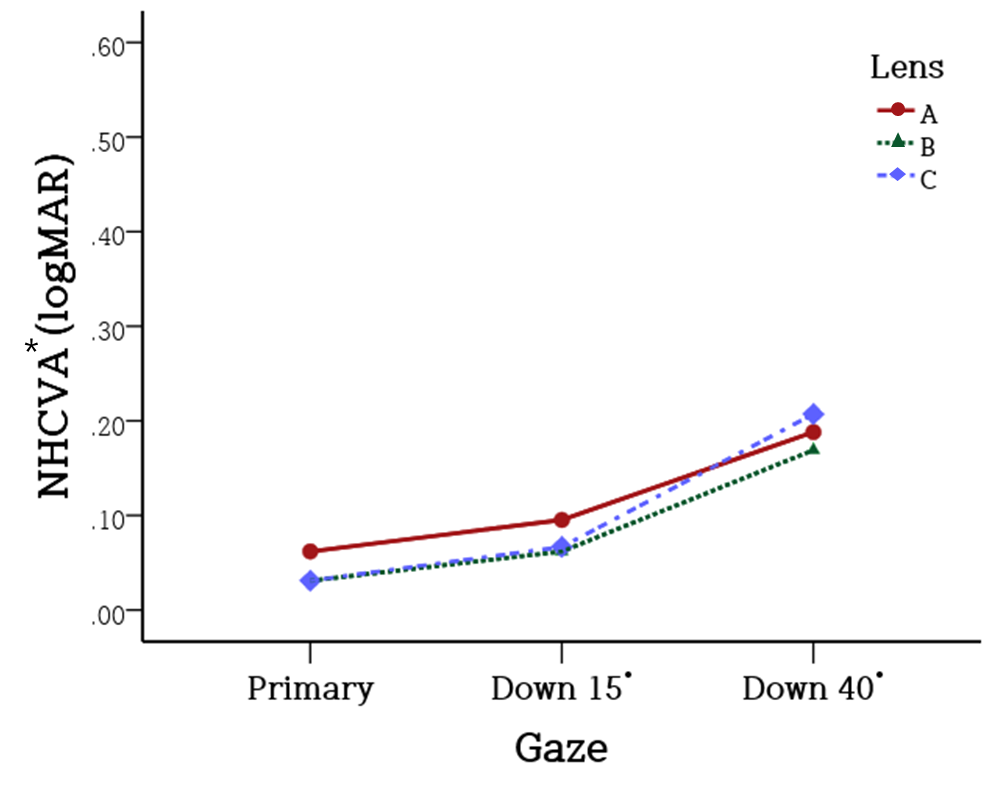 .60
.50
.40
.30
.20
.10
.00
NHCVA* (logMAR)
Lens
A
B
C
Primary
Down 15°
Down 40°
Gaze